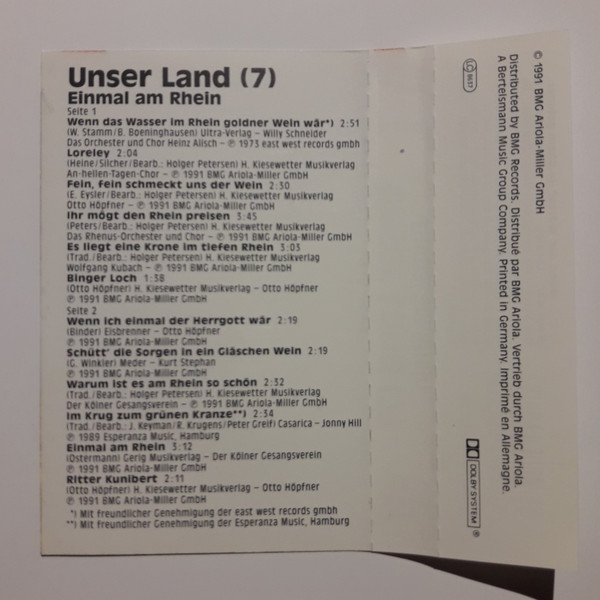 Unser Land (7)
Einmal am Rhein
Seite 1
Wenn das Wasser im Rhein goldner Wein wär*) 2:51
(W. Stamm/B. Boeninghausen) Ultra-Verlag – Willy Schneider
Das Orchester und Chor Heinz Alisch – ℗ 1973 east west records gmbh
Loreley 2:04
(Heine/Silcher/Bearb.: Holger Petersen) H. Kiesewetter Musikverlag
An-hellen-Tagen-Chor – ℗ 1991 BMG Ariola-Miller GmbH
Fein, fein schmeckt uns der Wein 2:30
(E. Eysler/Bearb.: Holger Petersen) H. Kiesewetter Musikverlag
Otto Höpfner – ℗ 1991 BMG Ariola-Miller GmbH
Ihr mögt den Rhein preisen 3:45
(Peters/Bearb.: Holger Petersen) H. Kiesewetter Musikverlag
Das Rhenus-Orchester und Chor – ℗ 1991 BMG Ariola-Miller GmbH
Es liegt eine Krone im tiefen Rhein 3:03
(Trad./Bearb.: Holger Petersen) H. Kiesewetter Musikverlag
Wolfgang Kubach – ℗ 1991 BMG Ariola-Miller GmbH
Binger Loch 1:38
(Otto Höpfner) H. Kiesewetter Musikverlag – Otto Höpfner
℗ 1991 BMG Ariola-Miller GmbH
Seite 2
Wenn ich einmal der Herrgott wär 2:19
(Binder) Eisbrenner – Otto Höpfner
℗ 1991 BMG Ariola-Miller GmbH
Schütt' die Sorgen in ein Gläschen Wein 2:19
(G. Winkler) Meder – Kurt Stephan
℗ 1991 BMG Ariola-Miller GmbH
Warum ist es am Rhein so schön 2:32
(Trad./Bearb.: Holger Petersen) H. Kiesewetter Musikverlag
Der Kölner Gesangsverein – ℗ 1991 BMG Ariola-Miller GmbH
Im Krug zum grünen Kranze**) 2:34
(Trad./Bearb.: J. Keyman/R. Krugens/Peter Greif) Casarica – Jonny Hill
℗ 1989 Esperanza Music, Hamburg
Einmal am Rhein 3:12
(Ostermann) Gerig Musikverlag – Der Kölner Gesangsverein
℗ 1991 BMG Ariola-Miller GmbH
Ritter Kunibert 2:11
(Otto Höpfner) H. Kiesewetter Musikverlag – Otto Höpfner
℗ 1991 BMG Ariola-Miller GmbH
*) Mit freundlicher Genehmigung der east west records gmbh
**) Mit freundlicher Genehmigung der Esperanza Music, Hamburg
© 1991 BMG Ariola-Miller GmbH
Distributed by BMG Records. Distribué par BMG Ariola. Vertrieb durch BMG Ariola.
A Bertelsmann Music Group Company. Printed in Germany. Imprimé en Allemagne.
LC 8637
DOLBY SYSTEM ®